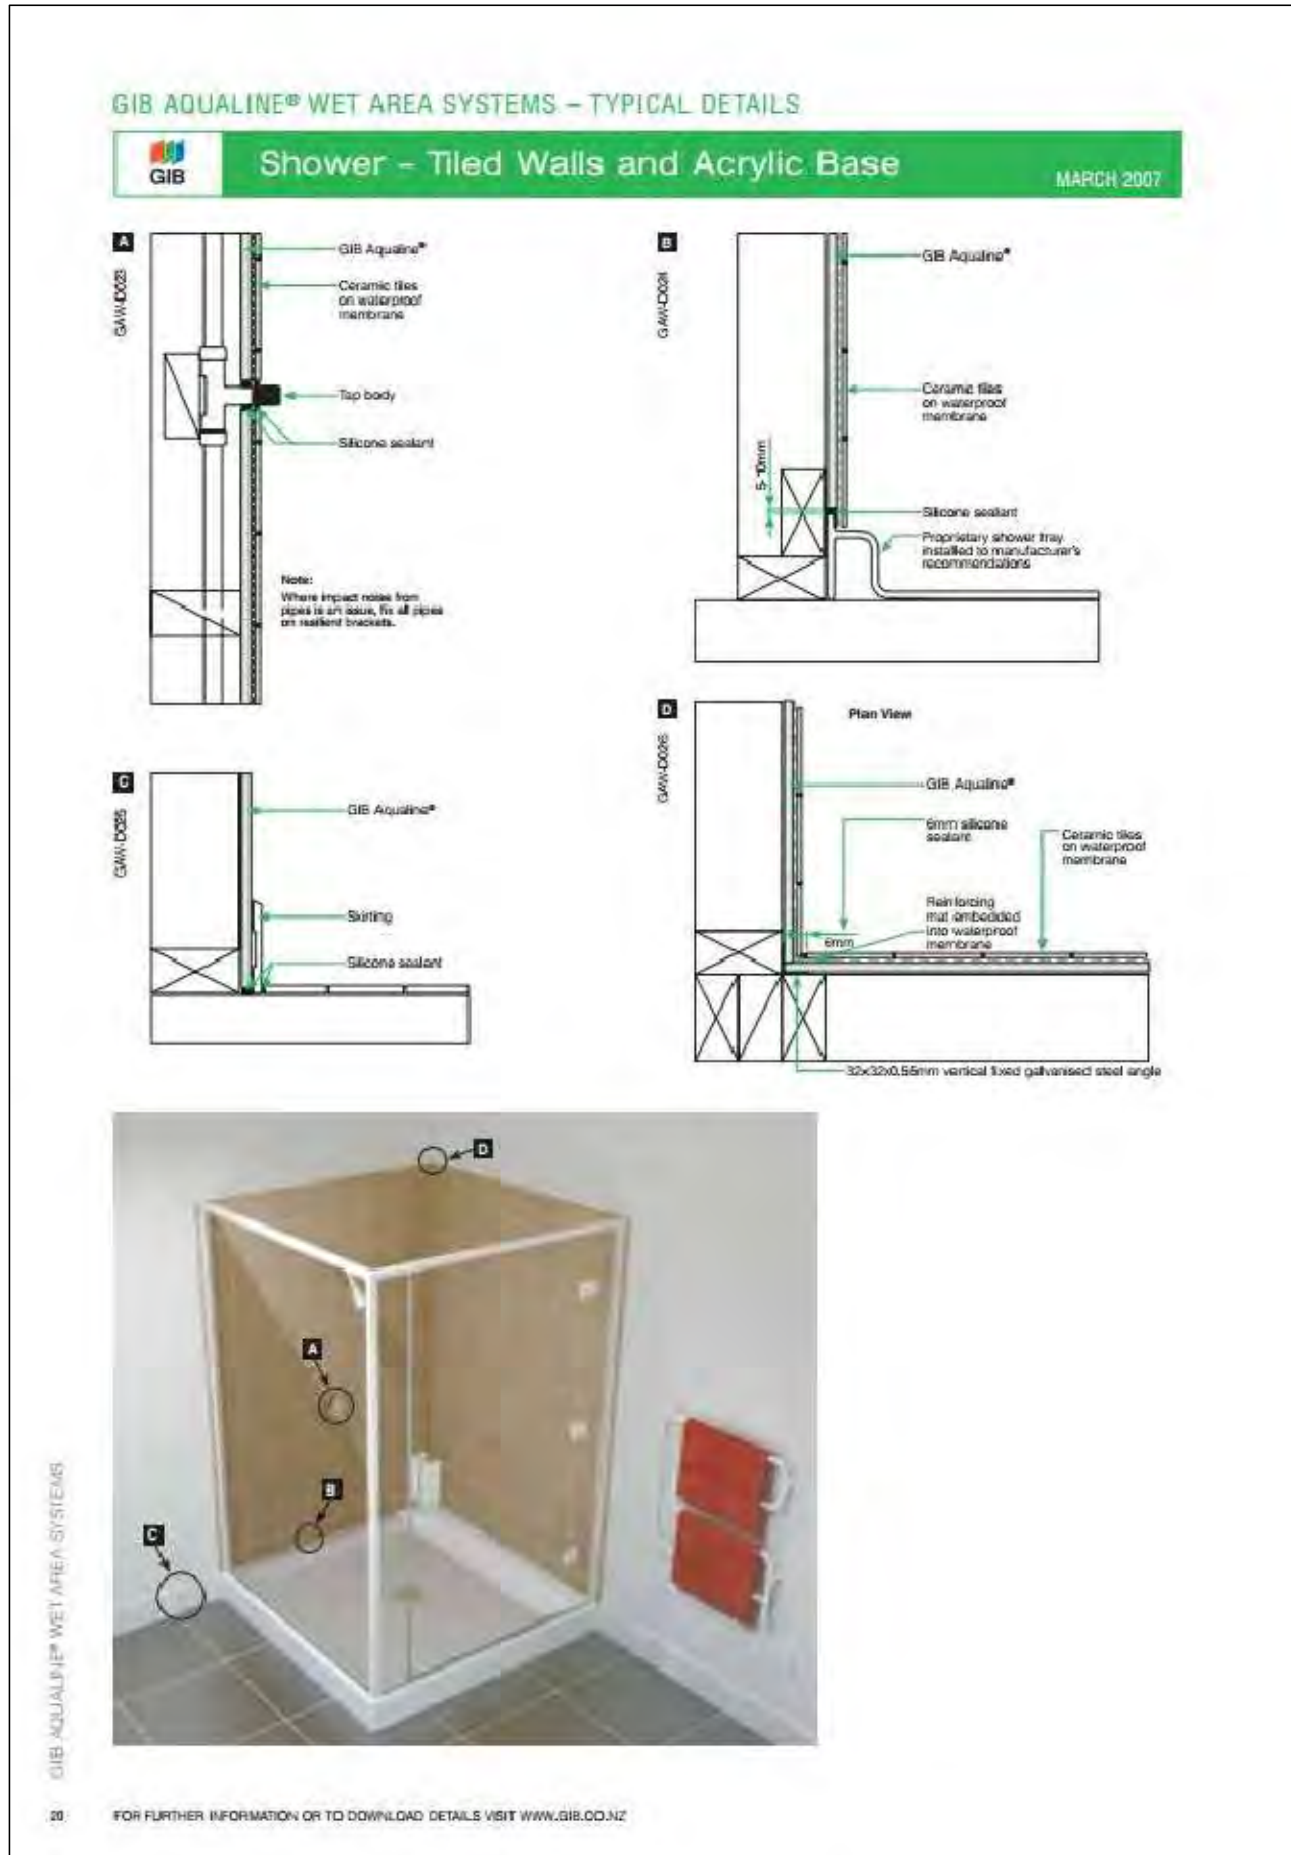 GIB AQUALINE® WET AREA SYSTEMS – TYPICAL DETAILS
GIB
Shower – Tiled Walls and Acrylic Base
MARCH 2007
A
GAW-D023
GIB Aqualine®
Ceramic tiles
on waterproof
membrane
Tap body
Silicone sealant
Note:
Where impact noise from
pipes is an issue, fix all pipes
on resilient brackets.
B
GAW-D024
GIB Aqualine®
Ceramic tiles
on waterproof
membrane
5-10mm
Silicone sealant
Proprietary shower tray
installed to manufacturer's
recommendations
C
GIB Aqualine®
Skirting
Silicone sealant
D
Plan View
GIB Aqualine®
6mm silicone
sealant
Ceramic tiles
on waterproof
membrane
Reinforcing
mat embedded
into waterproof
membrane
6mm
32x32x0.55mm vertical fixed galvanised steel angle
D
A
B
C
GIB AQUALINE® WET AREA SYSTEMS
20
FOR FURTHER INFORMATION OR TO DOWNLOAD DETAILS VISIT WWW.GIB.CO.NZ